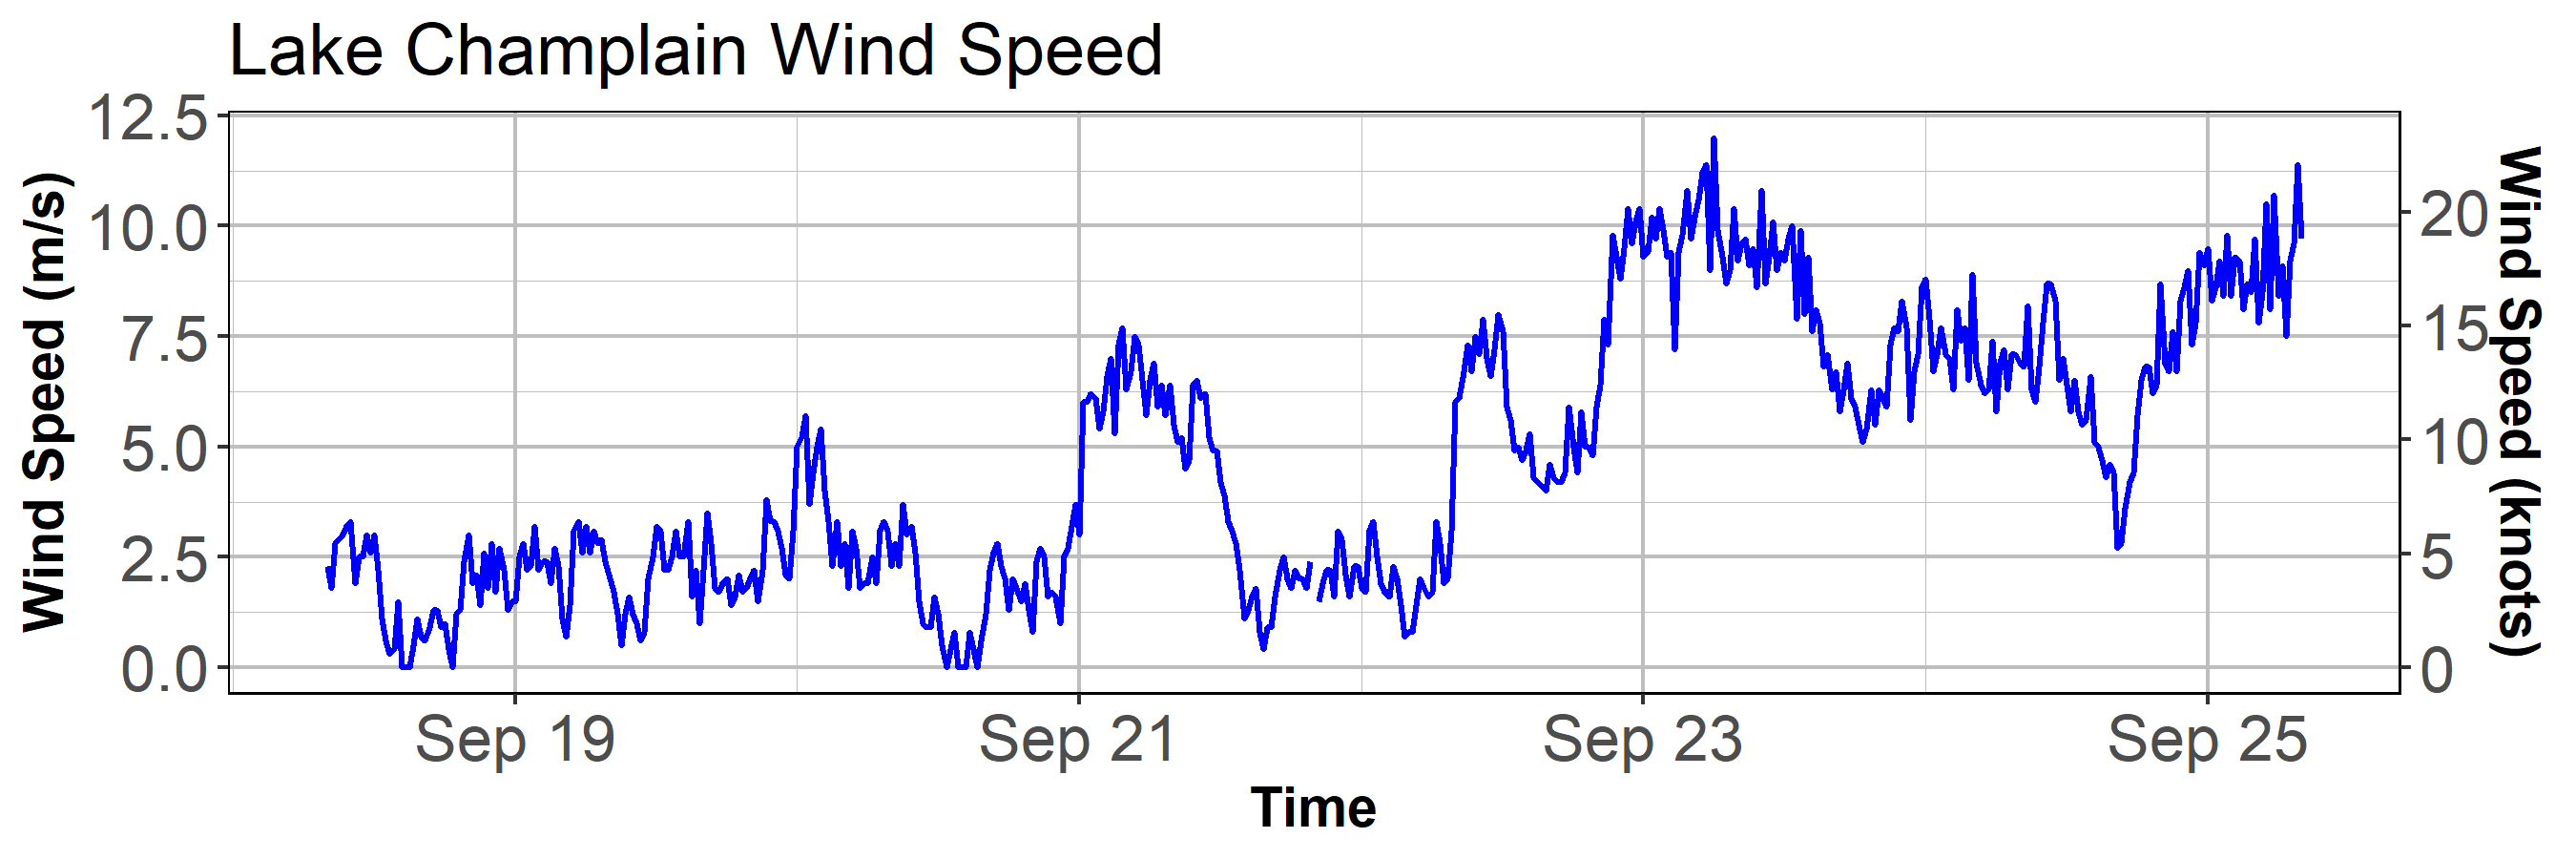 Lake Champlain Wind Speed
12.5
10.0
7.5
5.0
2.5
0.0
Wind Speed (m/s)
20
15
10
5
0
Wind Speed (knots)
Sep 19
Sep 21
Sep 23
Sep 25
Time